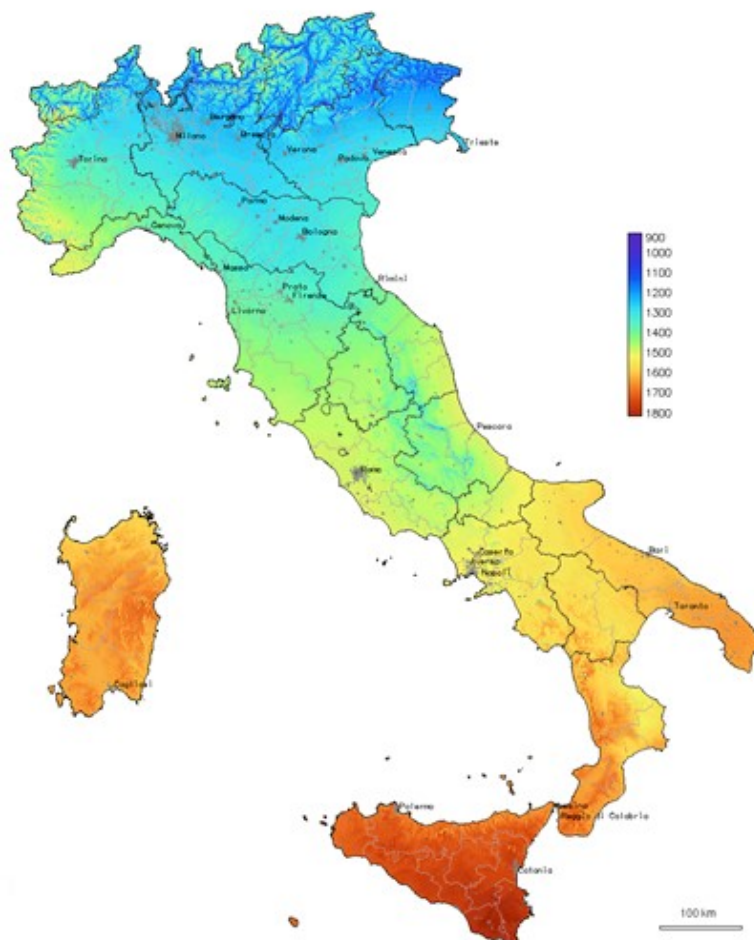 Bergamo
Milano
Brescia
Trieste
Verona
Padova
Venezia
Torino
Parma
Modena
Genova
Bologna
Massa
Rimini
Prato
Firenze
Livorno
900
1000
1100
1200
1300
1400
1500
1600
1700
1800
Pescara
Roma
Caserta
Napoli
Bari
Taranto
Cagliari
Palermo
Messina
Reggio di Calabria
Catania
100 km